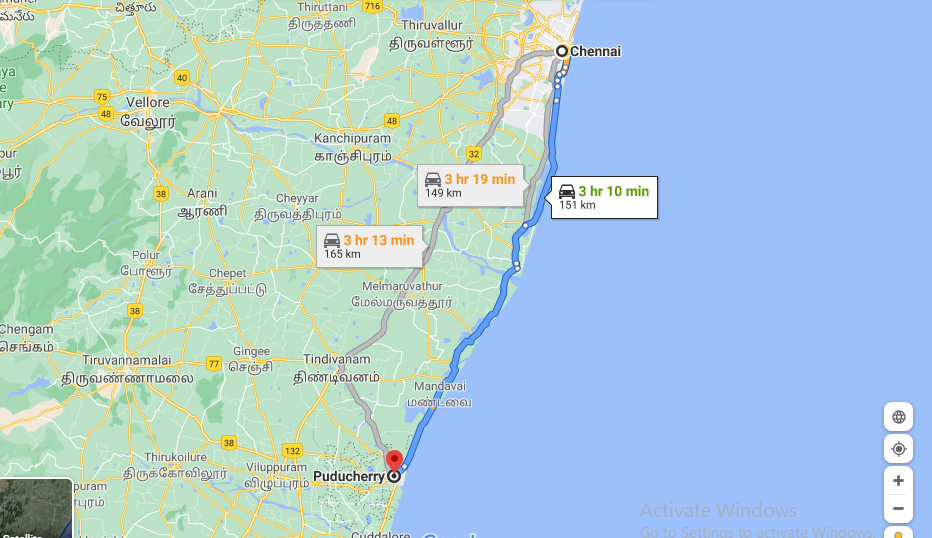 சித்தூர்
716
Thiruttani
திருத்தணி
Thiruvallur
திருவள்ளூர்
Chennai
40
75
48
Vellore
வேலூர்
48
Kanchipuram
காஞ்சிபுரம்
32
3 hr 19 min
149 km
3 hr 10 min
151 km
38
Arani
ஆரணி
Cheyyar
திருவத்திபுரம்
3 hr 13 min
165 km
Polur
போளூர்
Chepet
சேத்துப்பட்டு
Melmaruvathur
மேல்மருவத்தூர்
38
Chengam
செங்கம்
Tiruvannamalai
திருவண்ணாமலை
77
Gingee
செஞ்சி
Tindivanam
திண்டிவனம்
Mandavai
மண்டவை
38
132
Thirukoilure
திருக்கோவிலூர்
Viluppuram
விழுப்புரம்
Puducherry
Cuddalore
Satellite
Activate Windows
Go to Settings to activate Windows.